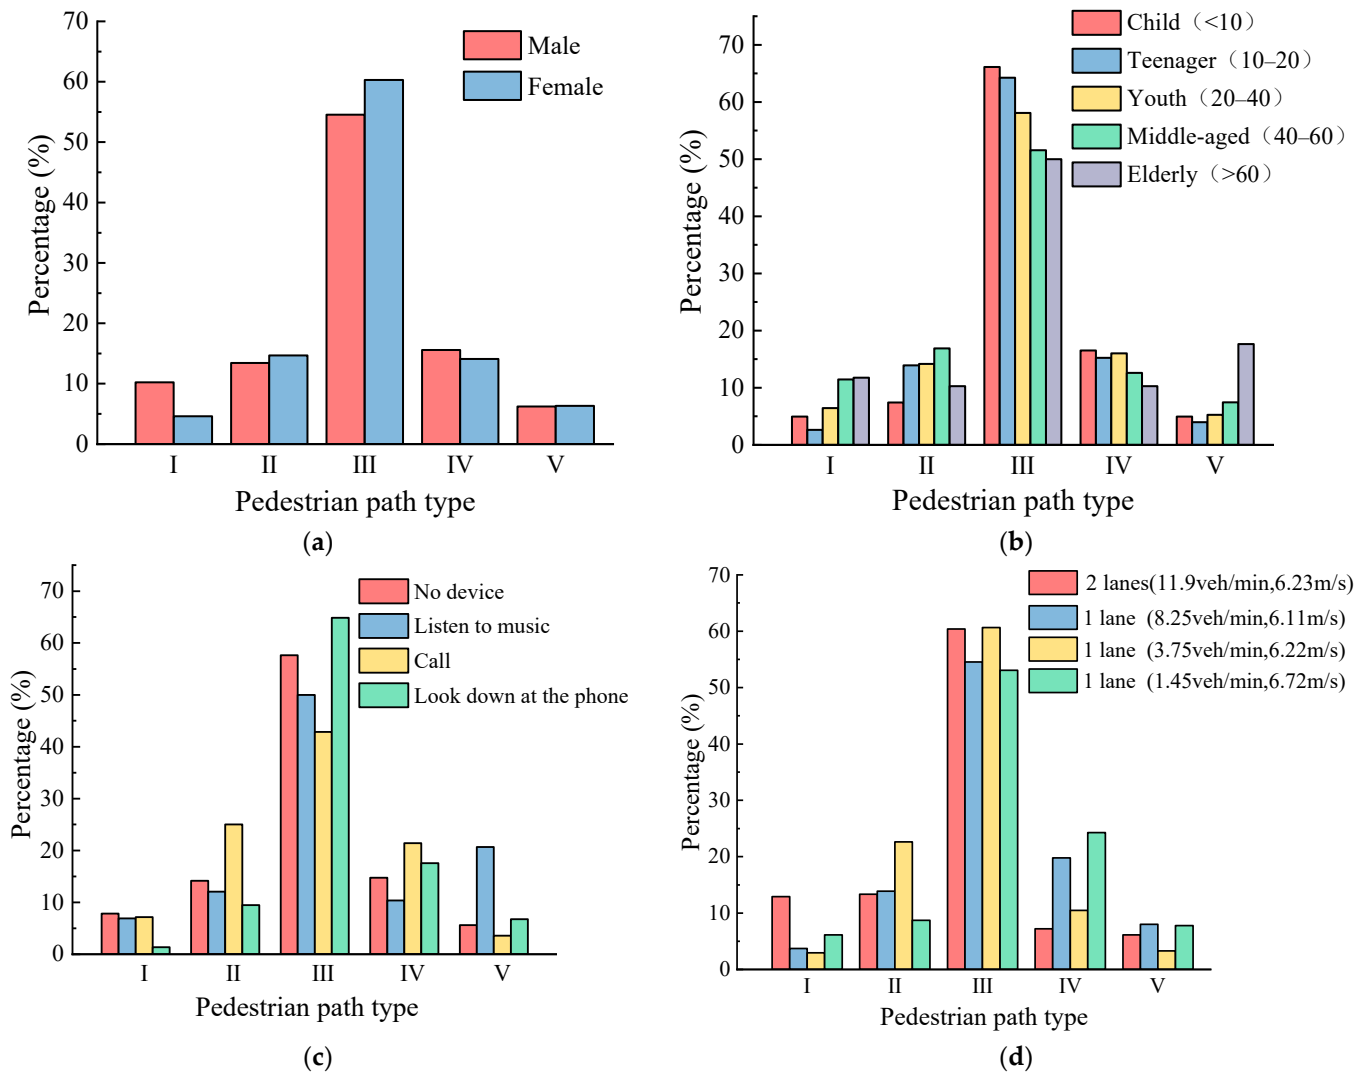 70
60
50
40
30
20
10
0
Percentage (%)
Male
Female
I II III IV V
Pedestrian path type
(a)
70
60
50
40
30
20
10
0
Percentage (%)
Child（<10）
Teenager（10–20）
Youth（20–40）
Middle-aged（40–60）
Elderly（>60）
I II III IV V
Pedestrian path type
(b)
70
60
50
40
30
20
10
0
Percentage (%)
No device
Listen to music
Call
Look down at the phone
I II III IV V
Pedestrian path type
(c)
70
60
50
40
30
20
10
0
Percentage (%)
2 lanes(11.9veh/min,6.23m/s)
1 lane (8.25veh/min,6.11m/s)
1 lane (3.75veh/min,6.22m/s)
1 lane (1.45veh/min,6.72m/s)
I II III IV V
Pedestrian path type
(d)